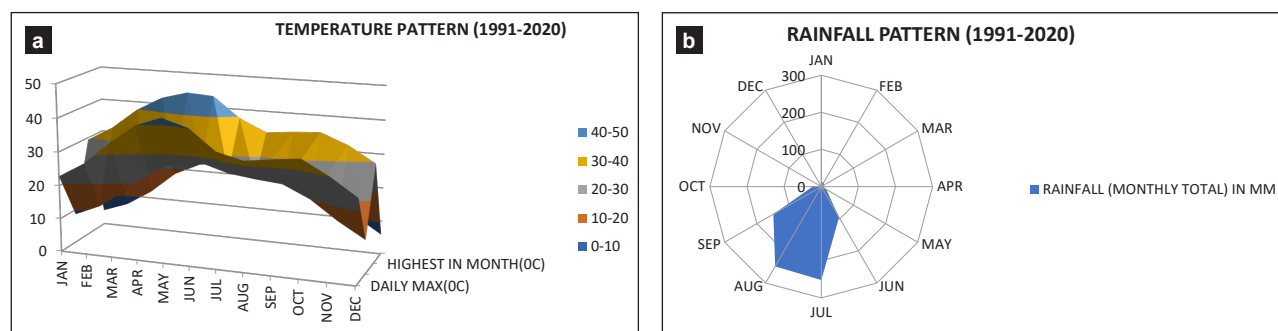 a
TEMPERATURE PATTERN (1991-2020)
50
40
30
20
10
0
JAN
FEB
MAR
APR
MAY
JUN
JUL
AUG
SEP
OCT
NOV
DEC
HIGHEST IN MONTH(0C)
DAILY MAX(0C)
40-50
30-40
20-30
10-20
0-10
b
RAINFALL PATTERN (1991-2020)
JAN
FEB
MAR
APR
MAY
JUN
JUL
AUG
SEP
OCT
NOV
DEC
300
200
100
0
RAINFALL (MONTHLY TOTAL) IN MM